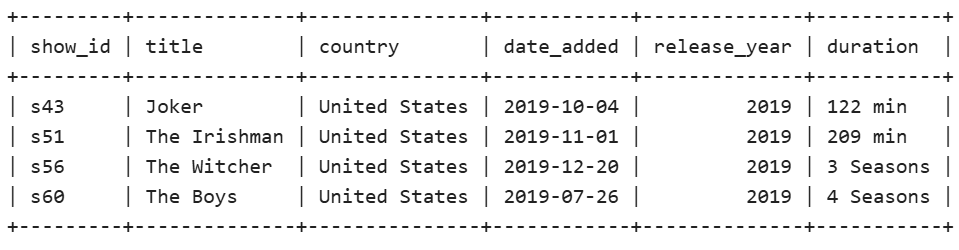 +---------+--------------+---------------+------------+--------------+-----------+
| show_id | title        | country       | date_added | release_year | duration  |
+---------+--------------+---------------+------------+--------------+-----------+
| s43     | Joker        | United States | 2019-10-04 |         2019 | 122 min   |
| s51     | The Irishman | United States | 2019-11-01 |         2019 | 209 min   |
| s56     | The Witcher  | United States | 2019-12-20 |         2019 | 3 Seasons |
| s60     | The Boys     | United States | 2019-07-26 |         2019 | 4 Seasons |
+---------+--------------+---------------+------------+--------------+-----------+